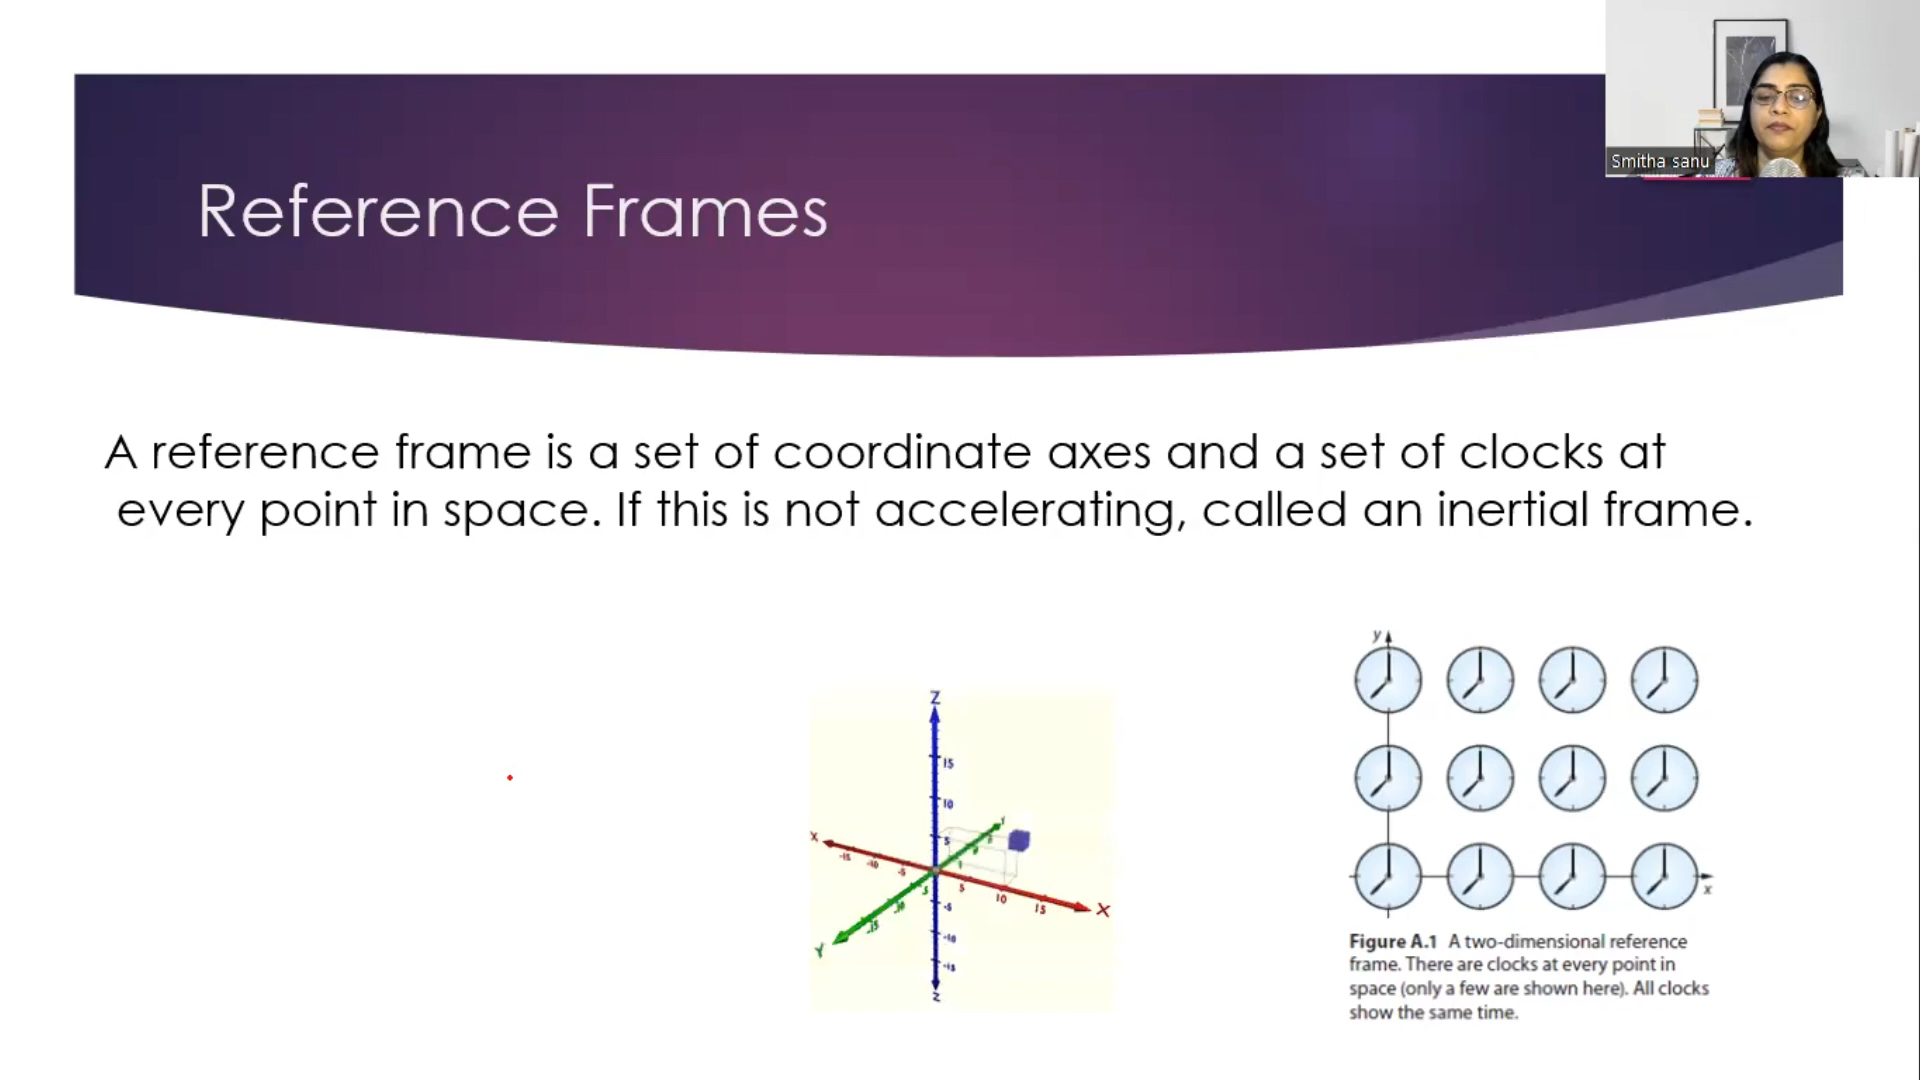 Smitha sanu
Reference Frames
A reference frame is a set of coordinate axes and a set of clocks at
every point in space. If this is not accelerating, called an inertial frame.
Z
15
10
5
X
-15
-10
-5
5
10
15
X
Y
-5
-10
-15
Z
y
x
Figure A.1 A two-dimensional reference
frame. There are clocks at every point in
space (only a few are shown here). All clocks
show the same time.